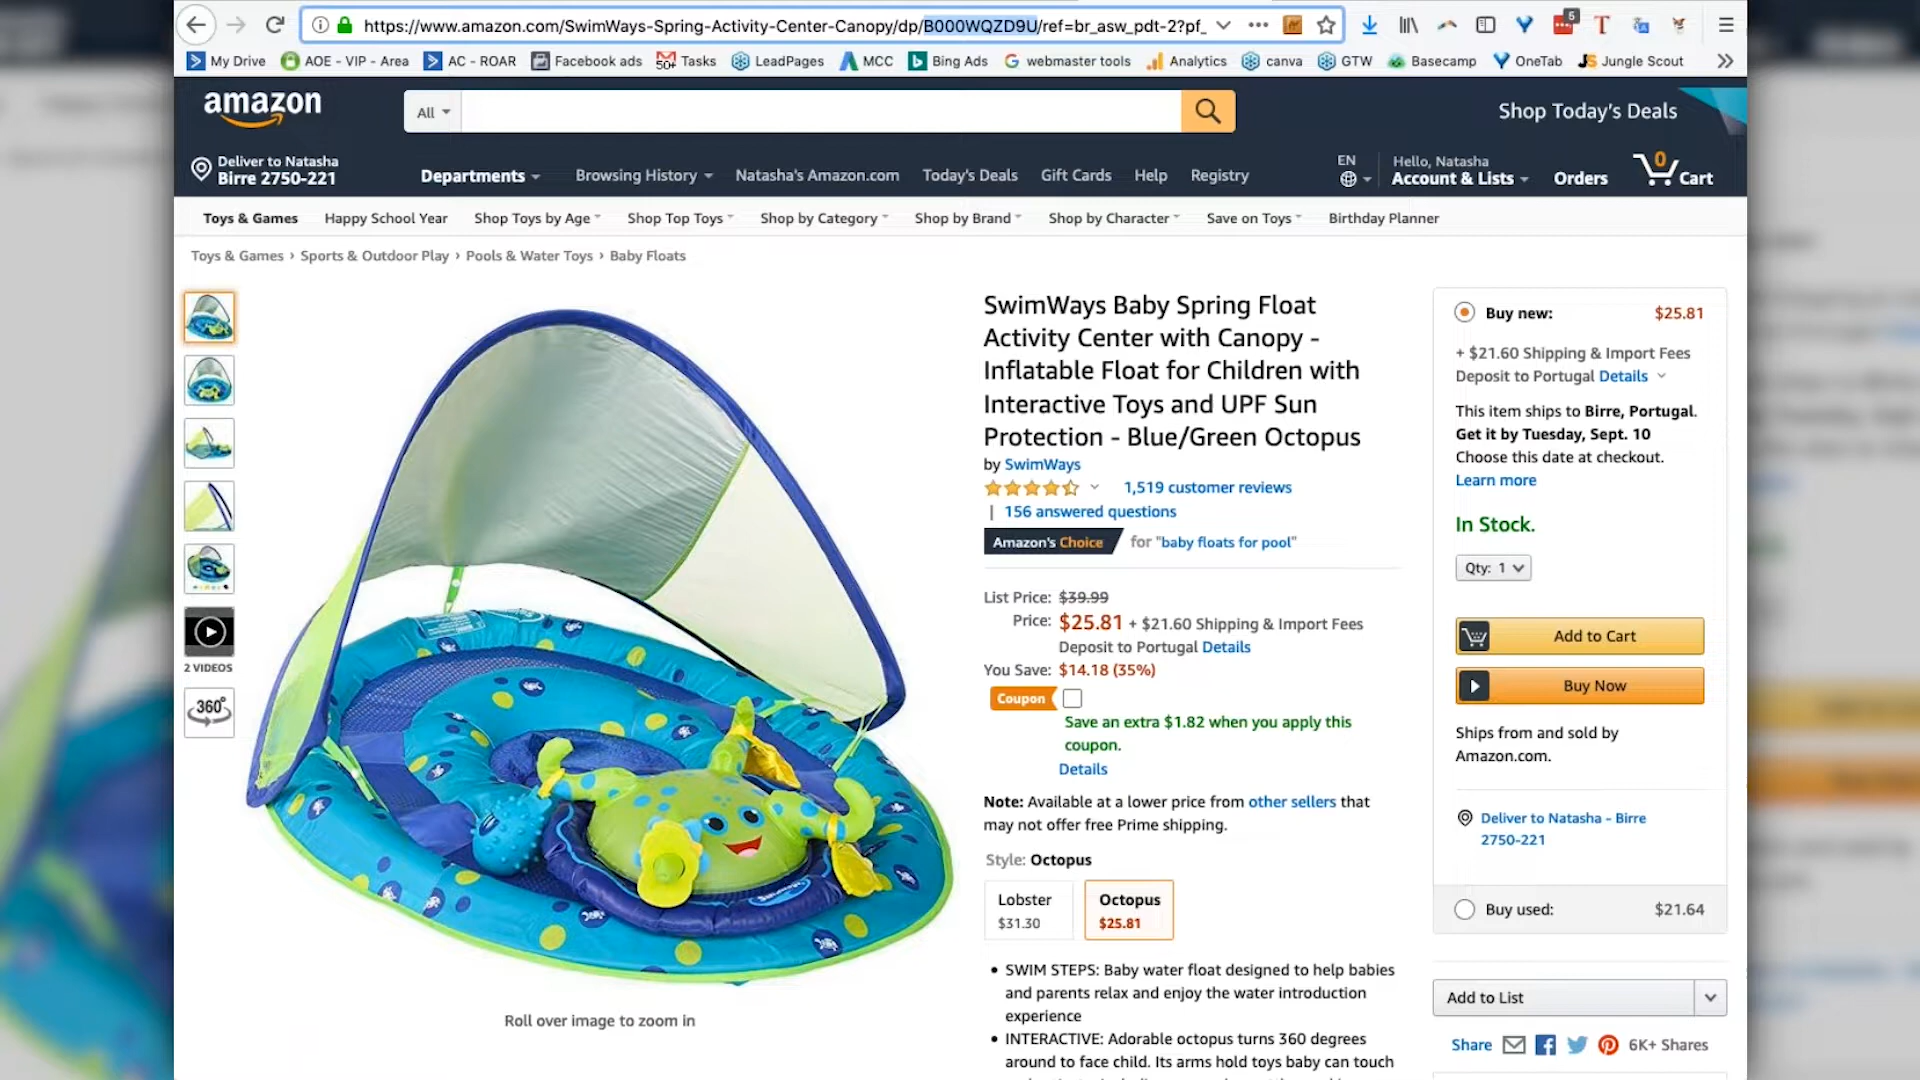 https://www.amazon.com/SwimWays-Spring-Activity-Center-Canopy/dp/B000WQZD9U/ref=br_asw_pdt-2?pf_
5
My Drive AOE - VIP - Area AC - ROAR Facebook ads 50+ Tasks LeadPages MCC Bing Ads webmaster tools Analytics canva GTW Basecamp OneTab Jungle Scout
amazon
All
Shop Today's Deals
Deliver to Natasha
Birre 2750-221
Departments Browsing History Natasha's Amazon.com Today's Deals Gift Cards Help Registry
EN
Hello, Natasha
Account & Lists
Orders
0
Cart
Toys & Games Happy School Year Shop Toys by Age Shop Top Toys Shop by Category Shop by Brand Shop by Character Save on Toys Birthday Planner
Toys & Games › Sports & Outdoor Play › Pools & Water Toys › Baby Floats
2 VIDEOS
360°
Roll over image to zoom in
SwimWays Baby Spring Float
Activity Center with Canopy -
Inflatable Float for Children with
Interactive Toys and UPF Sun
Protection - Blue/Green Octopus
by SwimWays
1,519 customer reviews
| 156 answered questions
Amazon's Choice for "baby floats for pool"
List Price: $39.99
Price: $25.81 + $21.60 Shipping & Import Fees
Deposit to Portugal Details
You Save: $14.18 (35%)
Coupon
Save an extra $1.82 when you apply this
coupon.
Details
Note: Available at a lower price from other sellers that
may not offer free Prime shipping.
Style: Octopus
Lobster
$31.30
Octopus
$25.81
• SWIM STEPS: Baby water float designed to help babies
and parents relax and enjoy the water introduction
experience
• INTERACTIVE: Adorable octopus turns 360 degrees
around to face child. Its arms hold toys baby can touch
Buy new: $25.81
+ $21.60 Shipping & Import Fees
Deposit to Portugal Details
This item ships to Birre, Portugal.
Get it by Tuesday, Sept. 10
Choose this date at checkout.
Learn more
In Stock.
Qty: 1
Add to Cart
Buy Now
Ships from and sold by
Amazon.com.
Deliver to Natasha - Birre
2750-221
Buy used: $21.64
Add to List
Share 6K+ Shares